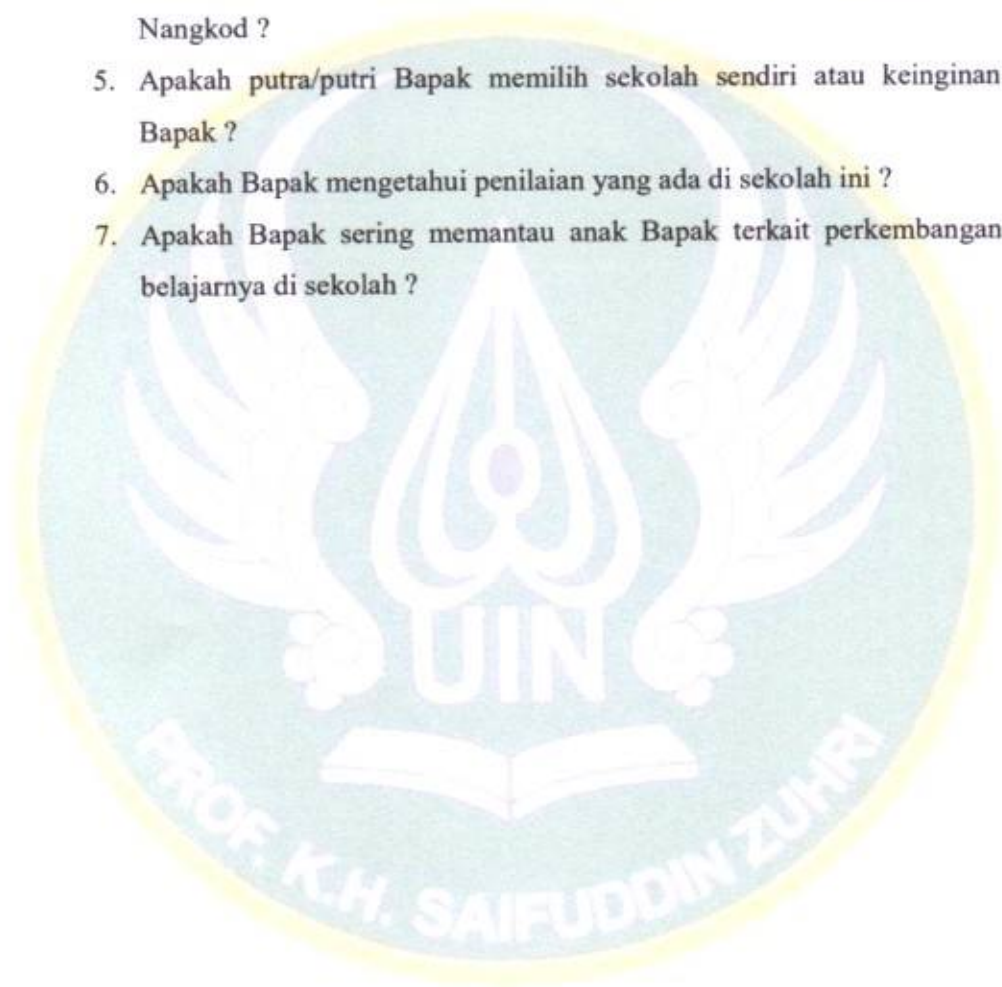 Nangkod ?
5. Apakah putra/putri Bapak memilih sekolah sendiri atau keinginan
Bapak ?
6. Apakah Bapak mengetahui penilaian yang ada di sekolah ini ?
7. Apakah Bapak sering memantau anak Bapak terkait perkembangan
belajarnya di sekolah ?
UIN
PROF. K.H. SAIFUDDIN ZUHRI